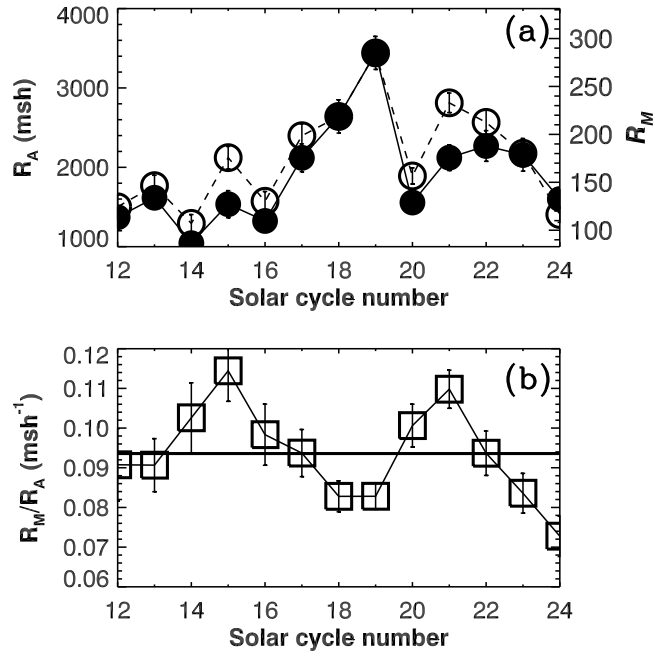 (a)
4000
3000
2000
1000
R_A (msh)
300
250
200
150
100
R_M
12 14 16 18 20 22 24
Solar cycle number
(b)
0.12
0.11
0.10
0.09
0.08
0.07
0.06
R_M/R_A (msh^-1)
12 14 16 18 20 22 24
Solar cycle number